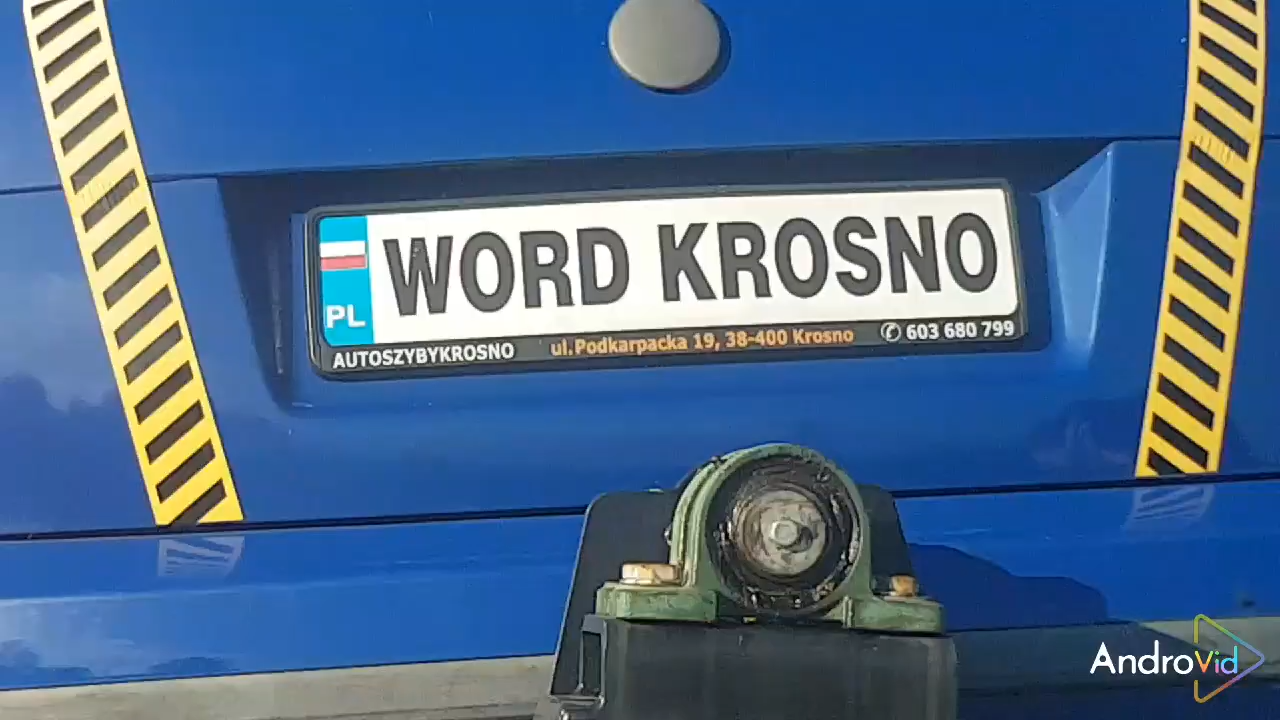 WORD KROSNO
PL
AUTOSZYBYKROSNO ul.Podkarpacka 19, 38-400 Krosno ✆ 603 680 799
AndroVid